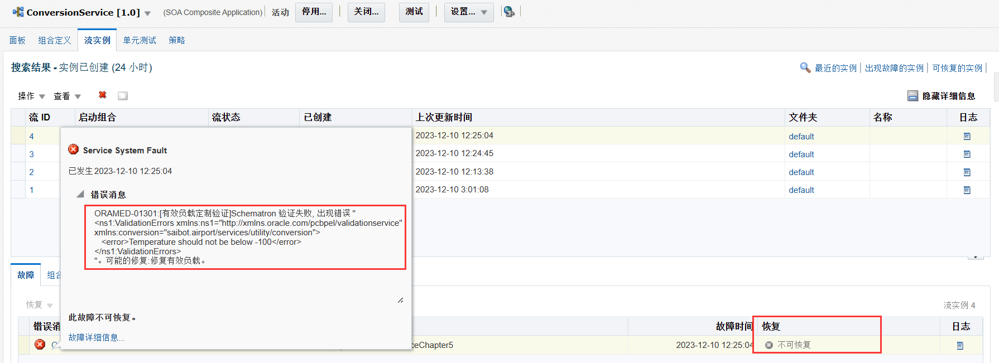 ConversionService [1.0] (SOA Composite Application) 活动 停用... 关闭... 测试 设置...
面板 组合定义 流实例 单元测试 策略
搜索结果 - 实例已创建 (24 小时) 最近的实例 出现故障的实例 可恢复的实例
操作 查看 隐藏详细信息
流 ID 启动组合 流状态 已创建 上次更新时间 文件夹 名称 日志
4 2023-12-10 12:25:04 default
3 2023-12-10 12:24:45 default
2 2023-12-10 12:13:38 default
1 2023-12-10 3:01:08 default
Service System Fault
已发生2023-12-10 12:25:04
错误消息
ORAMED-01301:[有效负载定制验证]Schematron 验证失败, 出现错误 "
<ns1:ValidationErrors xmlns:ns1="http://xmlns.oracle.com/pcbpel/validationservice"
xmlns:conversion="saibot.airport/services/utility/conversion">
<error>Temperature should not be below -100</error>
</ns1:ValidationErrors>
"。可能的修复:修复有效负载。
此故障不可恢复。
故障详细信息...
故障 组合
恢复 流实例 4
错误消 故障时间 恢复 日志
ceChapter5 2023-12-10 12:25:04 不可恢复